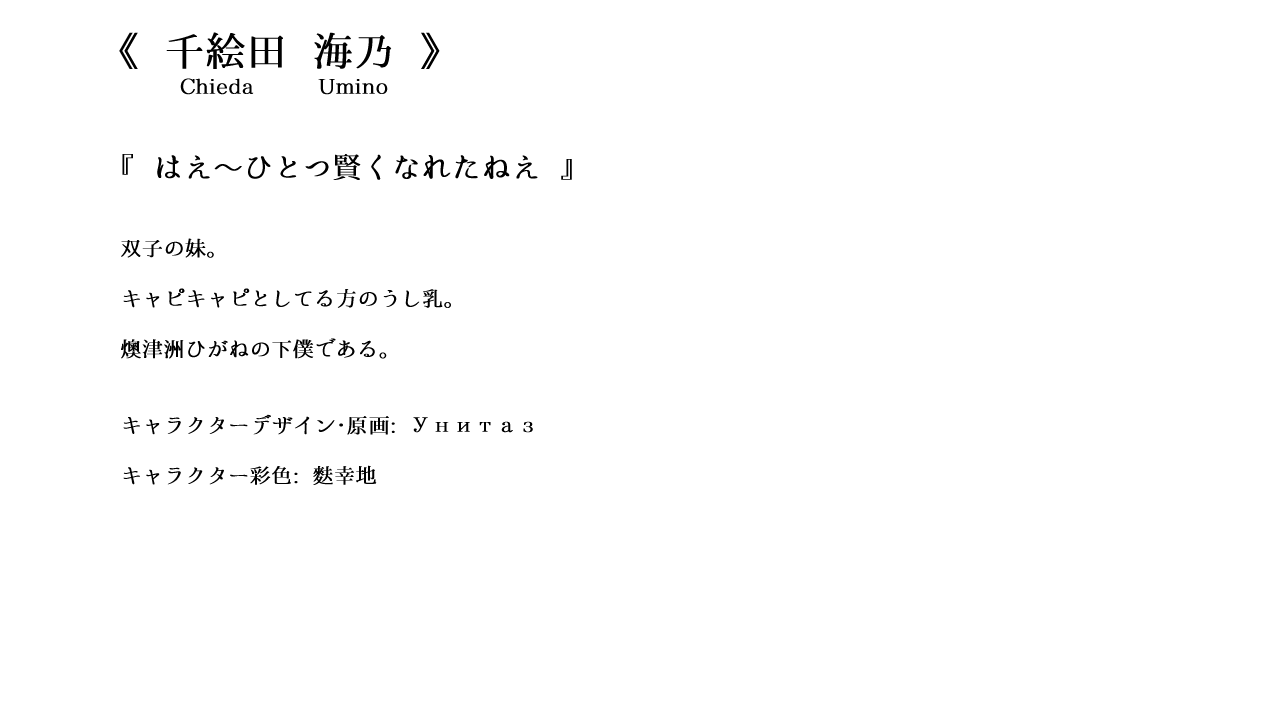 《 千絵田 海乃 》
Chieda Umino
『 はえ～ひとつ賢くなれたねえ 』
双子の妹。
キャピキャピとしてる方のうし乳。
燠津洲ひがねの下僕である。
キャラクターデザイン・原画: Унитаз
キャラクター彩色: 麩幸地